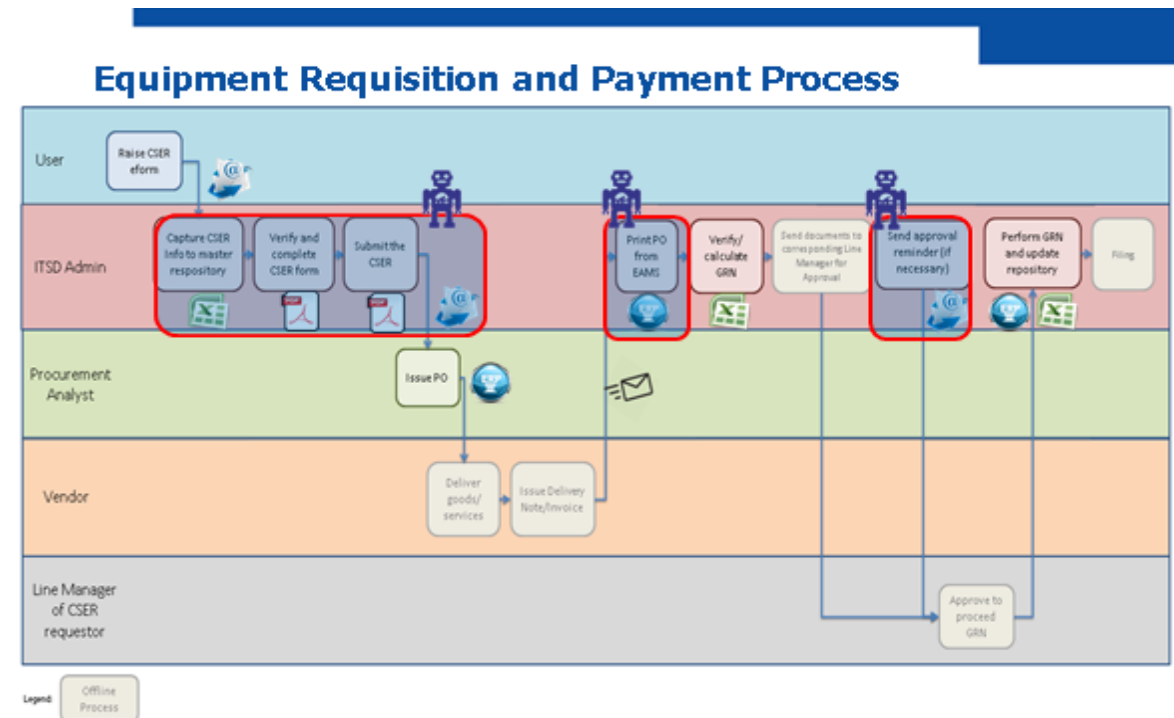 Equipment Requisition and Payment Process
User
Raise CSER
eform
ITSD Admin
Capture CSER
Info to master
respository
Verify and
complete
CSER form
Submit the
CSER
Print PO
from
EAMS
Verify/
calculate
GRN
Send documents to
corresponding Line
Manager for
Approval
Send approval
reminder (if
necessary)
Perform GRN
and update
repository
Filing
Procurement
Analyst
Issue PO
ERP
Vendor
Deliver
goods/
services
Issue Delivery
Note/Invoice
Line Manager
of CSER
requestor
Approve to
proceed
GRN
Legend:
Offline
Process